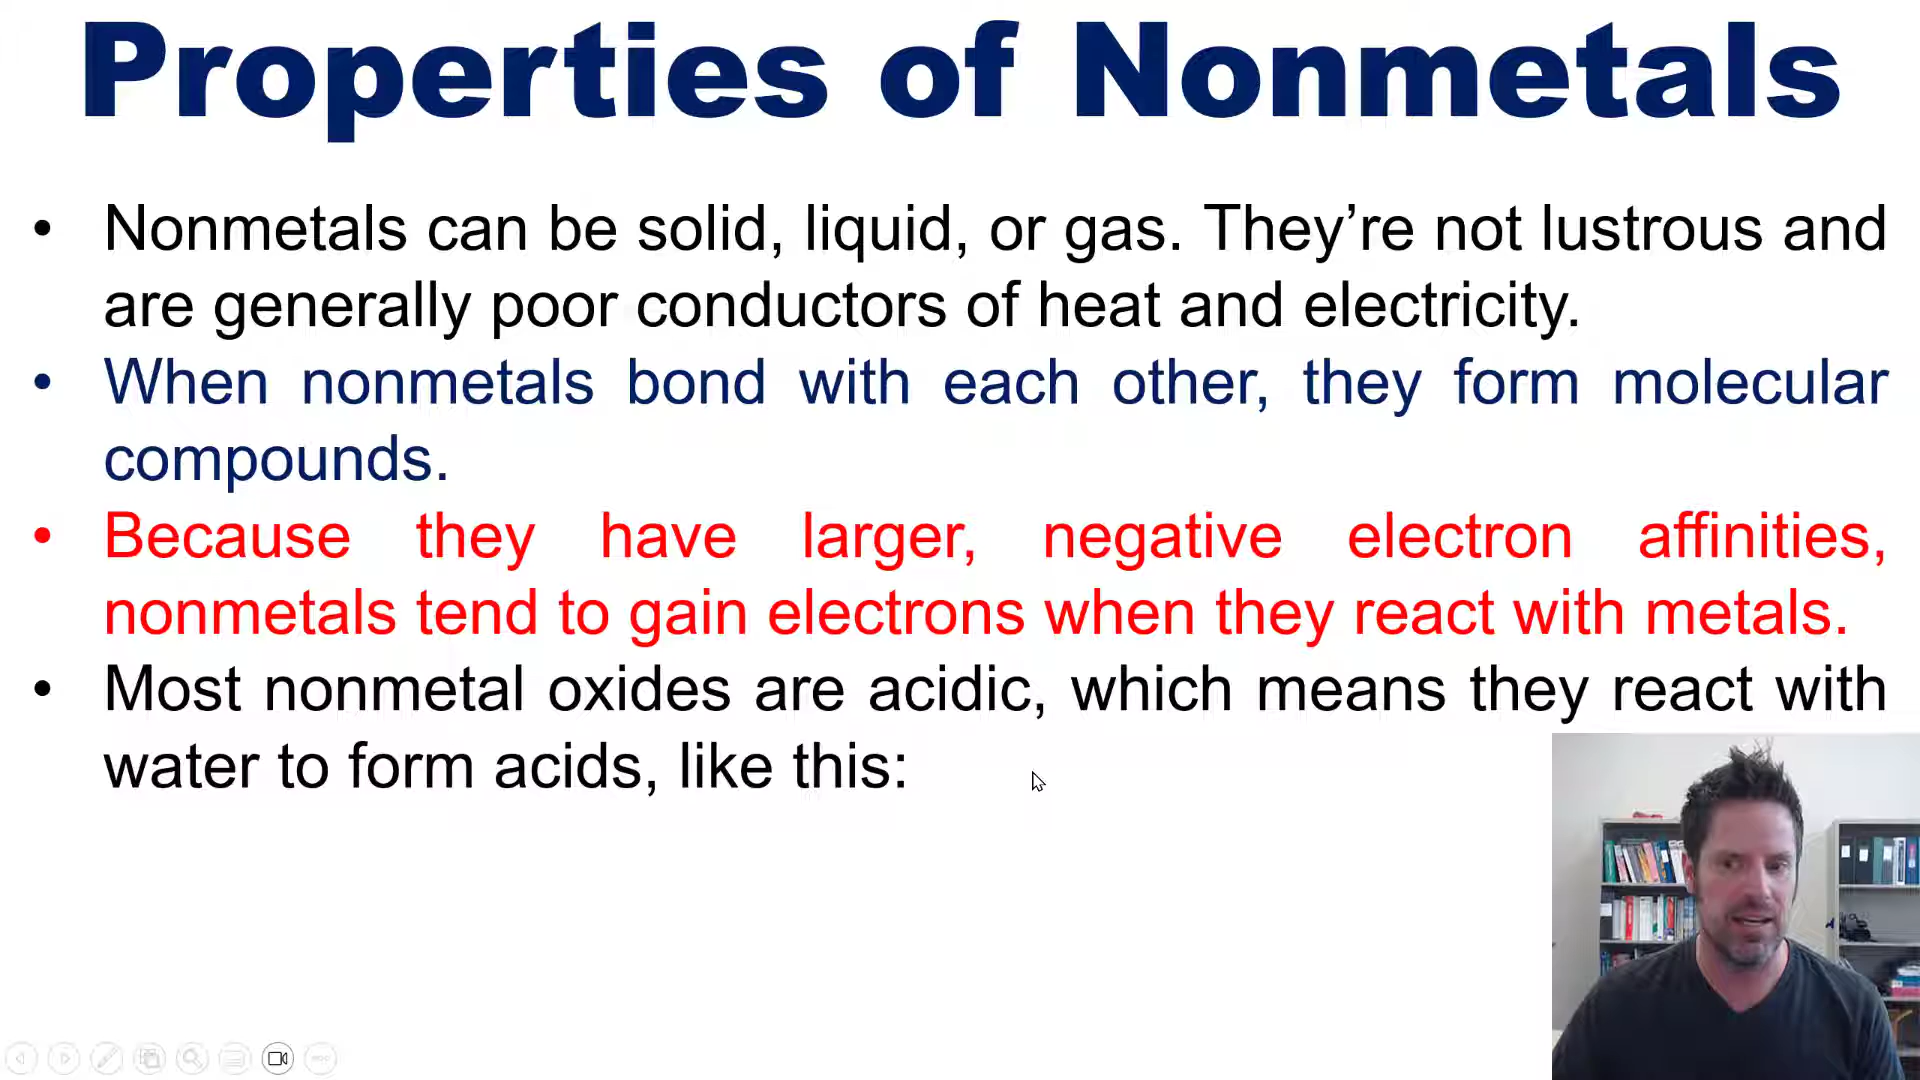 Properties of Nonmetals
• Nonmetals can be solid, liquid, or gas. They’re not lustrous and
are generally poor conductors of heat and electricity.
• When nonmetals bond with each other, they form molecular
compounds.
• Because they have larger, negative electron affinities,
nonmetals tend to gain electrons when they react with metals.
• Most nonmetal oxides are acidic, which means they react with
water to form acids, like this: